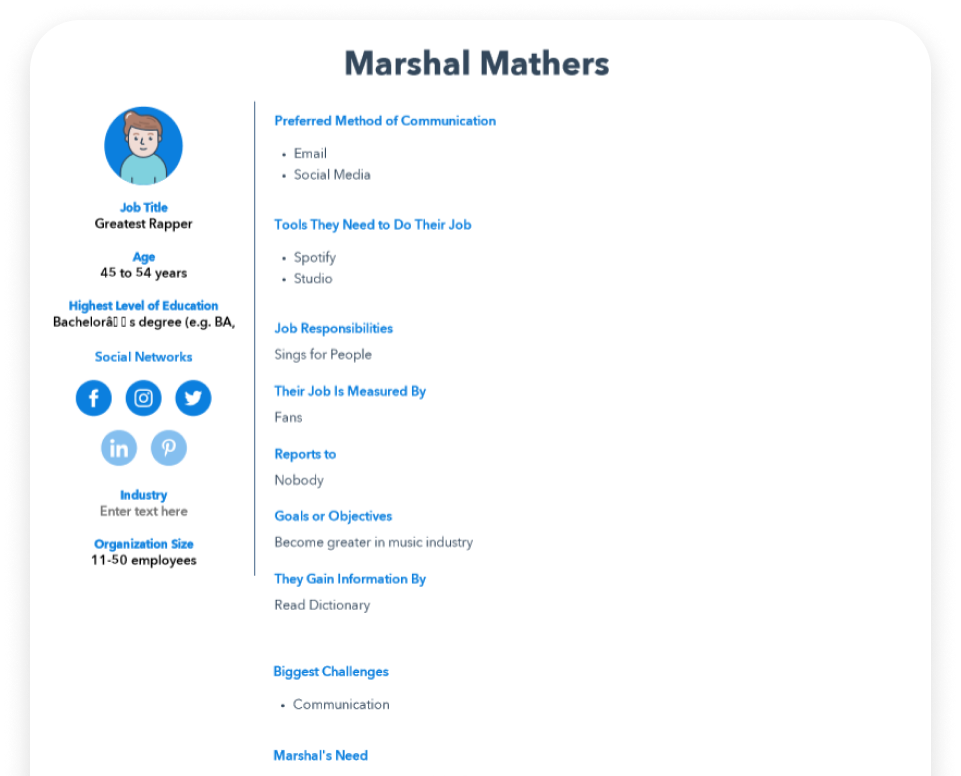 Marshal Mathers
Job Title
Greatest Rapper
Age
45 to 54 years
Highest Level of Education
Bachelorâ s degree (e.g. BA,
Social Networks
in
Industry
Enter text here
Organization Size
11-50 employees
Preferred Method of Communication
• Email
• Social Media
Tools They Need to Do Their Job
• Spotify
• Studio
Job Responsibilities
Sings for People
Their Job Is Measured By
Fans
Reports to
Nobody
Goals or Objectives
Become greater in music industry
They Gain Information By
Read Dictionary
Biggest Challenges
• Communication
Marshal's Need